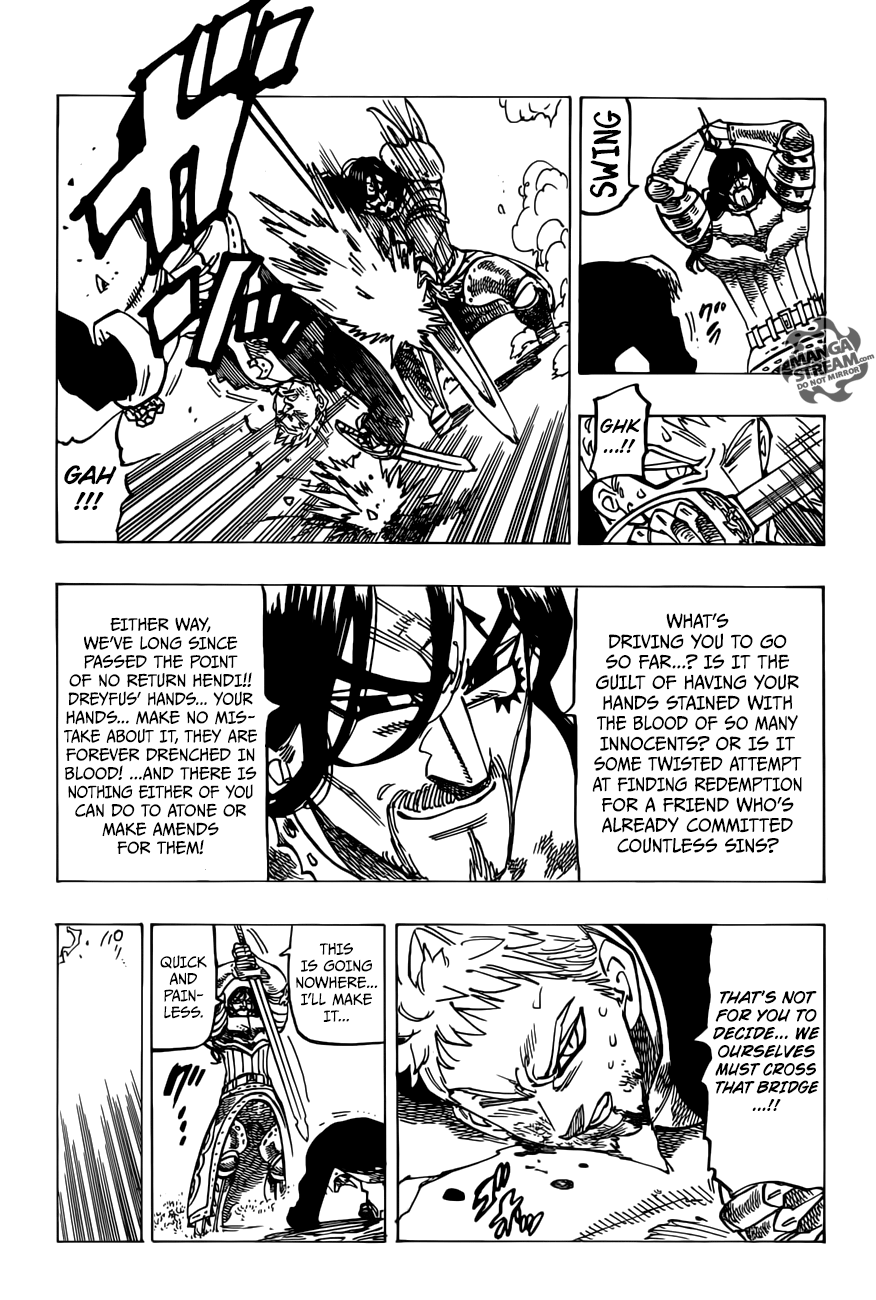 SWING
グラ
MANGA
STREAM.com
DO NOT MIRROR
GHK
...!!
GAH
!!!
WHAT'S
DRIVING YOU TO GO
SO FAR...? IS IT THE
GUILT OF HAVING YOUR
HANDS STAINED WITH
THE BLOOD OF SO MANY
INNOCENTS? OR IS IT
SOME TWISTED ATTEMPT
AT FINDING REDEMPTION
FOR A FRIEND WHO'S
ALREADY COMMITTED
COUNTLESS SINS?
EITHER WAY,
WE'VE LONG SINCE
PASSED THE POINT
OF NO RETURN HENDI!!
DREYFUS' HANDS... YOUR
HANDS... MAKE NO MIS-
TAKE ABOUT IT, THEY ARE
FOREVER DRENCHED IN
BLOOD! ...AND THERE IS
NOTHING EITHER OF YOU
CAN DO TO ATONE OR
MAKE AMENDS
FOR THEM!
THAT'S NOT
FOR YOU TO
DECIDE... WE
OURSELVES
MUST CROSS
THAT BRIDGE
...!!
THIS
IS GOING
NOWHERE...
I'LL MAKE
IT...
QUICK
AND
PAIN-
LESS.